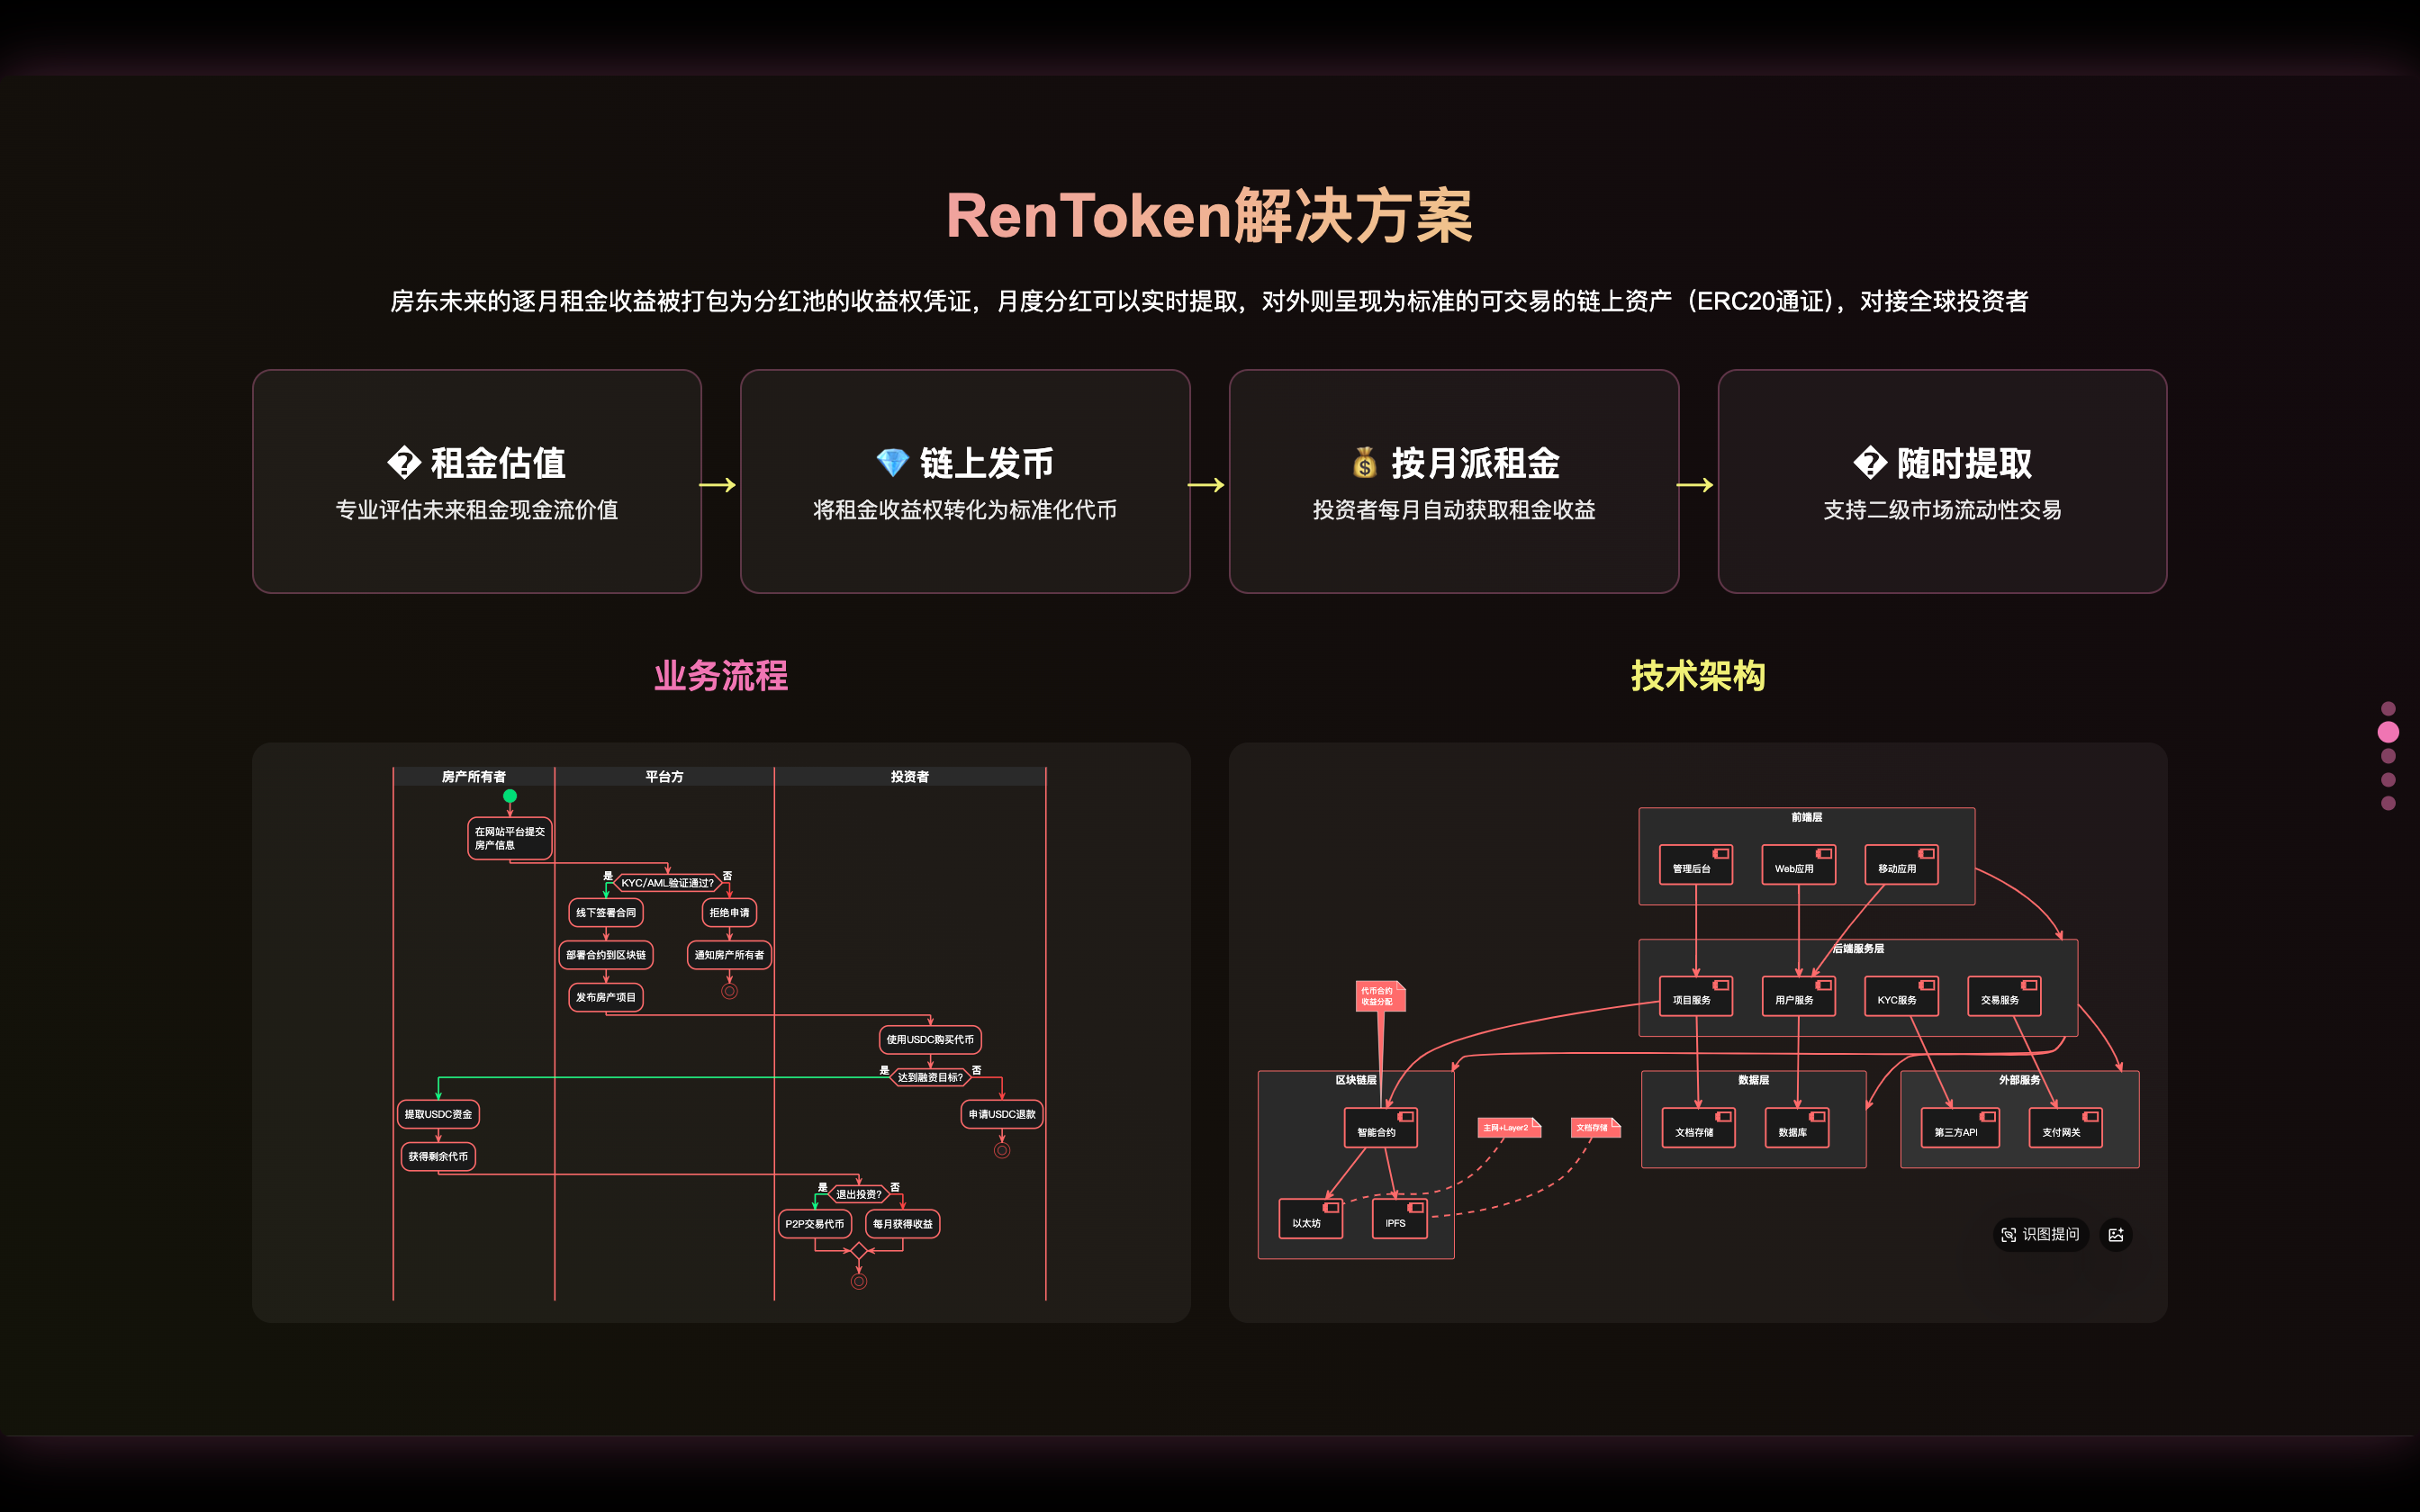 RenToken解决方案
房东未来的逐月租金收益被打包为分红池的收益权凭证，月度分红可以实时提取，对外则呈现为标准的可交易的链上资产（ERC20通证），对接全球投资者
� 租金估值
专业评估未来租金现金流价值
→
💎 链上发币
将租金收益权转化为标准化代币
→
💰 按月派租金
投资者每月自动获取租金收益
→
� 随时提取
支持二级市场流动性交易
业务流程
房产所有者
平台方
投资者
在网站平台提交
房产信息
KYC/AML验证通过?
是
否
线下签署合同
拒绝申请
部署合约到区块链
通知房产所有者
发布房产项目
使用USDC购买代币
达到融资目标?
是
否
提取USDC资金
申请USDC退款
获得剩余代币
退出投资?
是
否
P2P交易代币
每月获得收益
技术架构
前端层
管理后台
Web应用
移动应用
后端服务层
项目服务
用户服务
KYC服务
交易服务
代币合约
收益分配
区块链层
智能合约
以太坊
IPFS
主网+Layer2
文档存储
数据层
文档存储
数据库
外部服务
第三方API
支付网关
识图提问